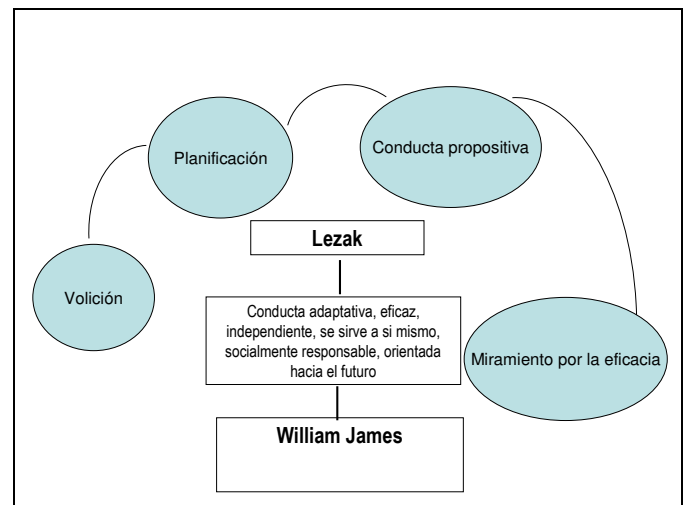 Planificación
Conducta propositiva
Lezak
Volición
Conducta adaptativa, eficaz,
independiente, se sirve a si mismo,
socialmente responsable, orientada
hacia el futuro
Miramiento por la eficacia
William James